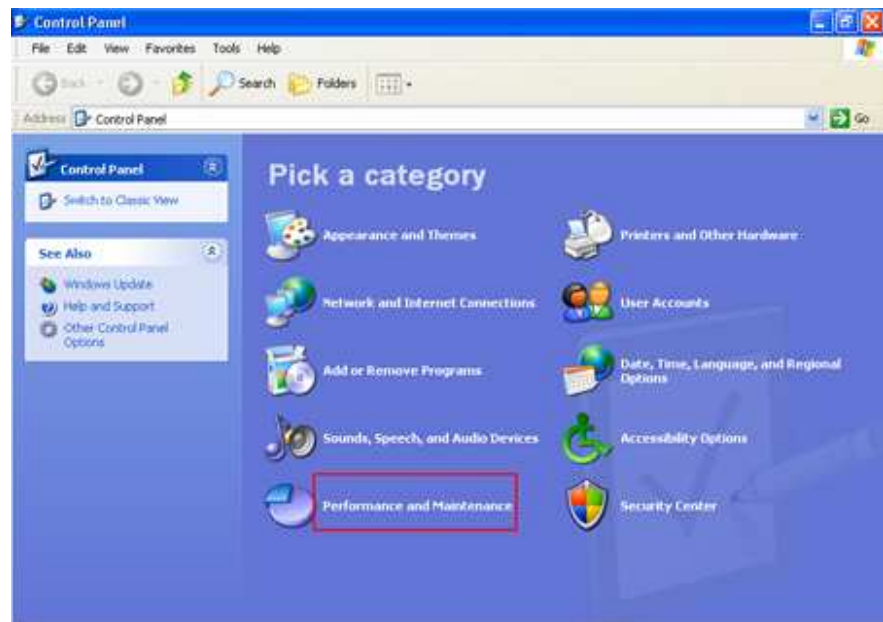 Control Panel
File Edit View Favorites Tools Help
Back Search Folders
Address Control Panel Go
Control Panel
Switch to Classic View
See Also
Windows Update
Help and Support
Other Control Panel
Options
Pick a category
Appearance and Themes
Printers and Other Hardware
Network and Internet Connections
User Accounts
Add or Remove Programs
Date, Time, Language, and Regional
Options
Sounds, Speech, and Audio Devices
Accessibility Options
Performance and Maintenance
Security Center